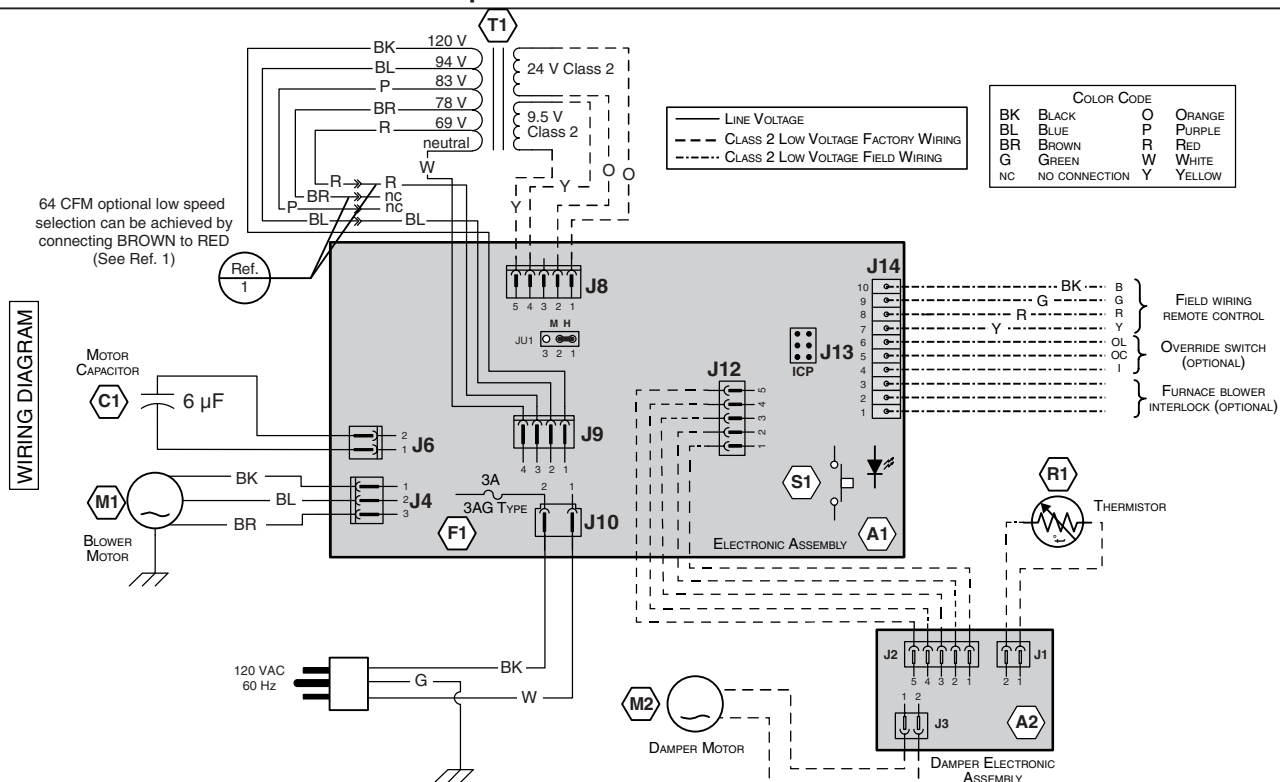 T1
BK 120 V
BL 94 V
P 83 V
BR 78 V
R 69 V
neutral
W
24 V Class 2
9.5 V
Class 2
O O
Y
Y
LINE VOLTAGE
CLASS 2 LOW VOLTAGE FACTORY WIRING
CLASS 2 LOW VOLTAGE FIELD WIRING
COLOR CODE
BK BLACK O ORANGE
BL BLUE P PURPLE
BR BROWN R RED
G GREEN W WHITE
NC NO CONNECTION Y YELLOW
R R
BR nc
P nc
BL BL
64 CFM optional low speed
selection can be achieved by
connecting BROWN to RED
(See Ref. 1)
Ref.
1
WIRING DIAGRAM
J8
5 4 3 2 1
M H
JU1
3 2 1
J13
ICP
J14
10 BK B
9 G G
8 R R
7 Y Y
6 OL
5 OC
4 I
3
2
1
FIELD WIRING
REMOTE CONTROL
OVERRIDE SWITCH
(OPTIONAL)
FURNACE BLOWER
INTERLOCK (OPTIONAL)
J12
5
4
3
2
1
MOTOR
CAPACITOR
C1
6 µF
2
1
J6
J9
4 3 2 1
M1
BLOWER
MOTOR
BK
BL
BR
1
2
3
J4
3A
3AG TYPE
F1
2 1
J10
S1
ELECTRONIC ASSEMBLY
A1
R1
THERMISTOR
t°
120 VAC
60 Hz
BK
G
W
M2
DAMPER MOTOR
J2
5 4 3 2 1
J1
2 1
1 2
J3
A2
DAMPER ELECTRONIC
ASSEMBLY